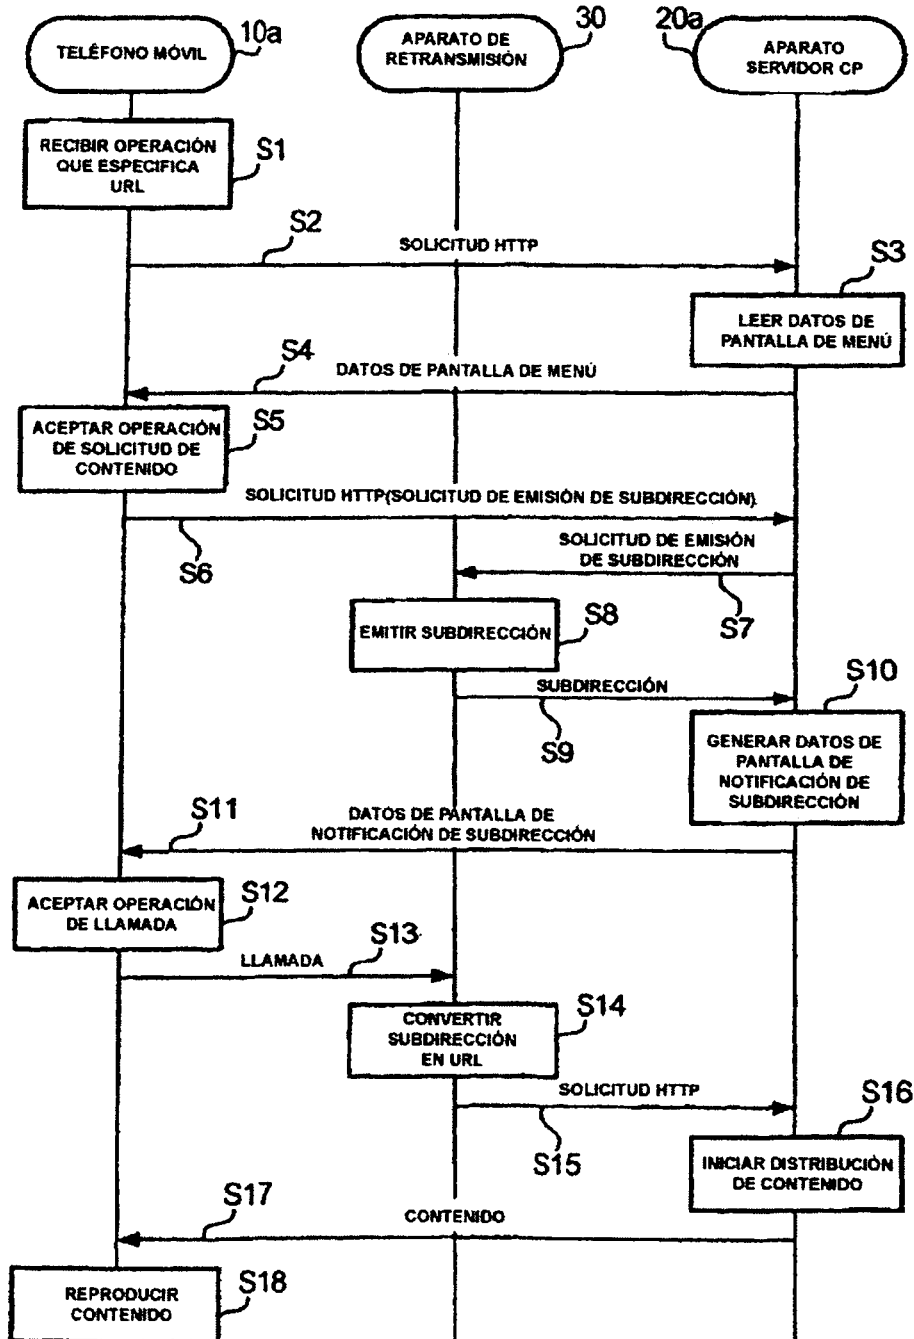 TELÉFONO MÓVIL
10a
APARATO DE
RETRANSMISIÓN
30
20a
APARATO
SERVIDOR CP
RECIBIR OPERACIÓN
QUE ESPECIFICA
URL
S1
S2
SOLICITUD HTTP
S3
LEER DATOS DE
PANTALLA DE MENÚ
S4
DATOS DE PANTALLA DE MENÚ
ACEPTAR OPERACIÓN
DE SOLICITUD DE
CONTENIDO
S5
SOLICITUD HTTP(SOLICITUD DE EMISIÓN DE SUBDIRECCIÓN)
S6
SOLICITUD DE EMISIÓN
DE SUBDIRECCIÓN
S7
EMITIR SUBDIRECCIÓN
S8
SUBDIRECCIÓN
S9
S10
GENERAR DATOS DE
PANTALLA DE
NOTIFICACIÓN DE
SUBDIRECCIÓN
S11
DATOS DE PANTALLA DE
NOTIFICACIÓN DE SUBDIRECCIÓN
ACEPTAR OPERACIÓN
DE LLAMADA
S12
LLAMADA
S13
CONVERTIR
SUBDIRECCIÓN
EN URL
S14
SOLICITUD HTTP
S15
S16
INICIAR DISTRIBUCIÓN
DE CONTENIDO
S17
CONTENIDO
REPRODUCIR
CONTENIDO
S18